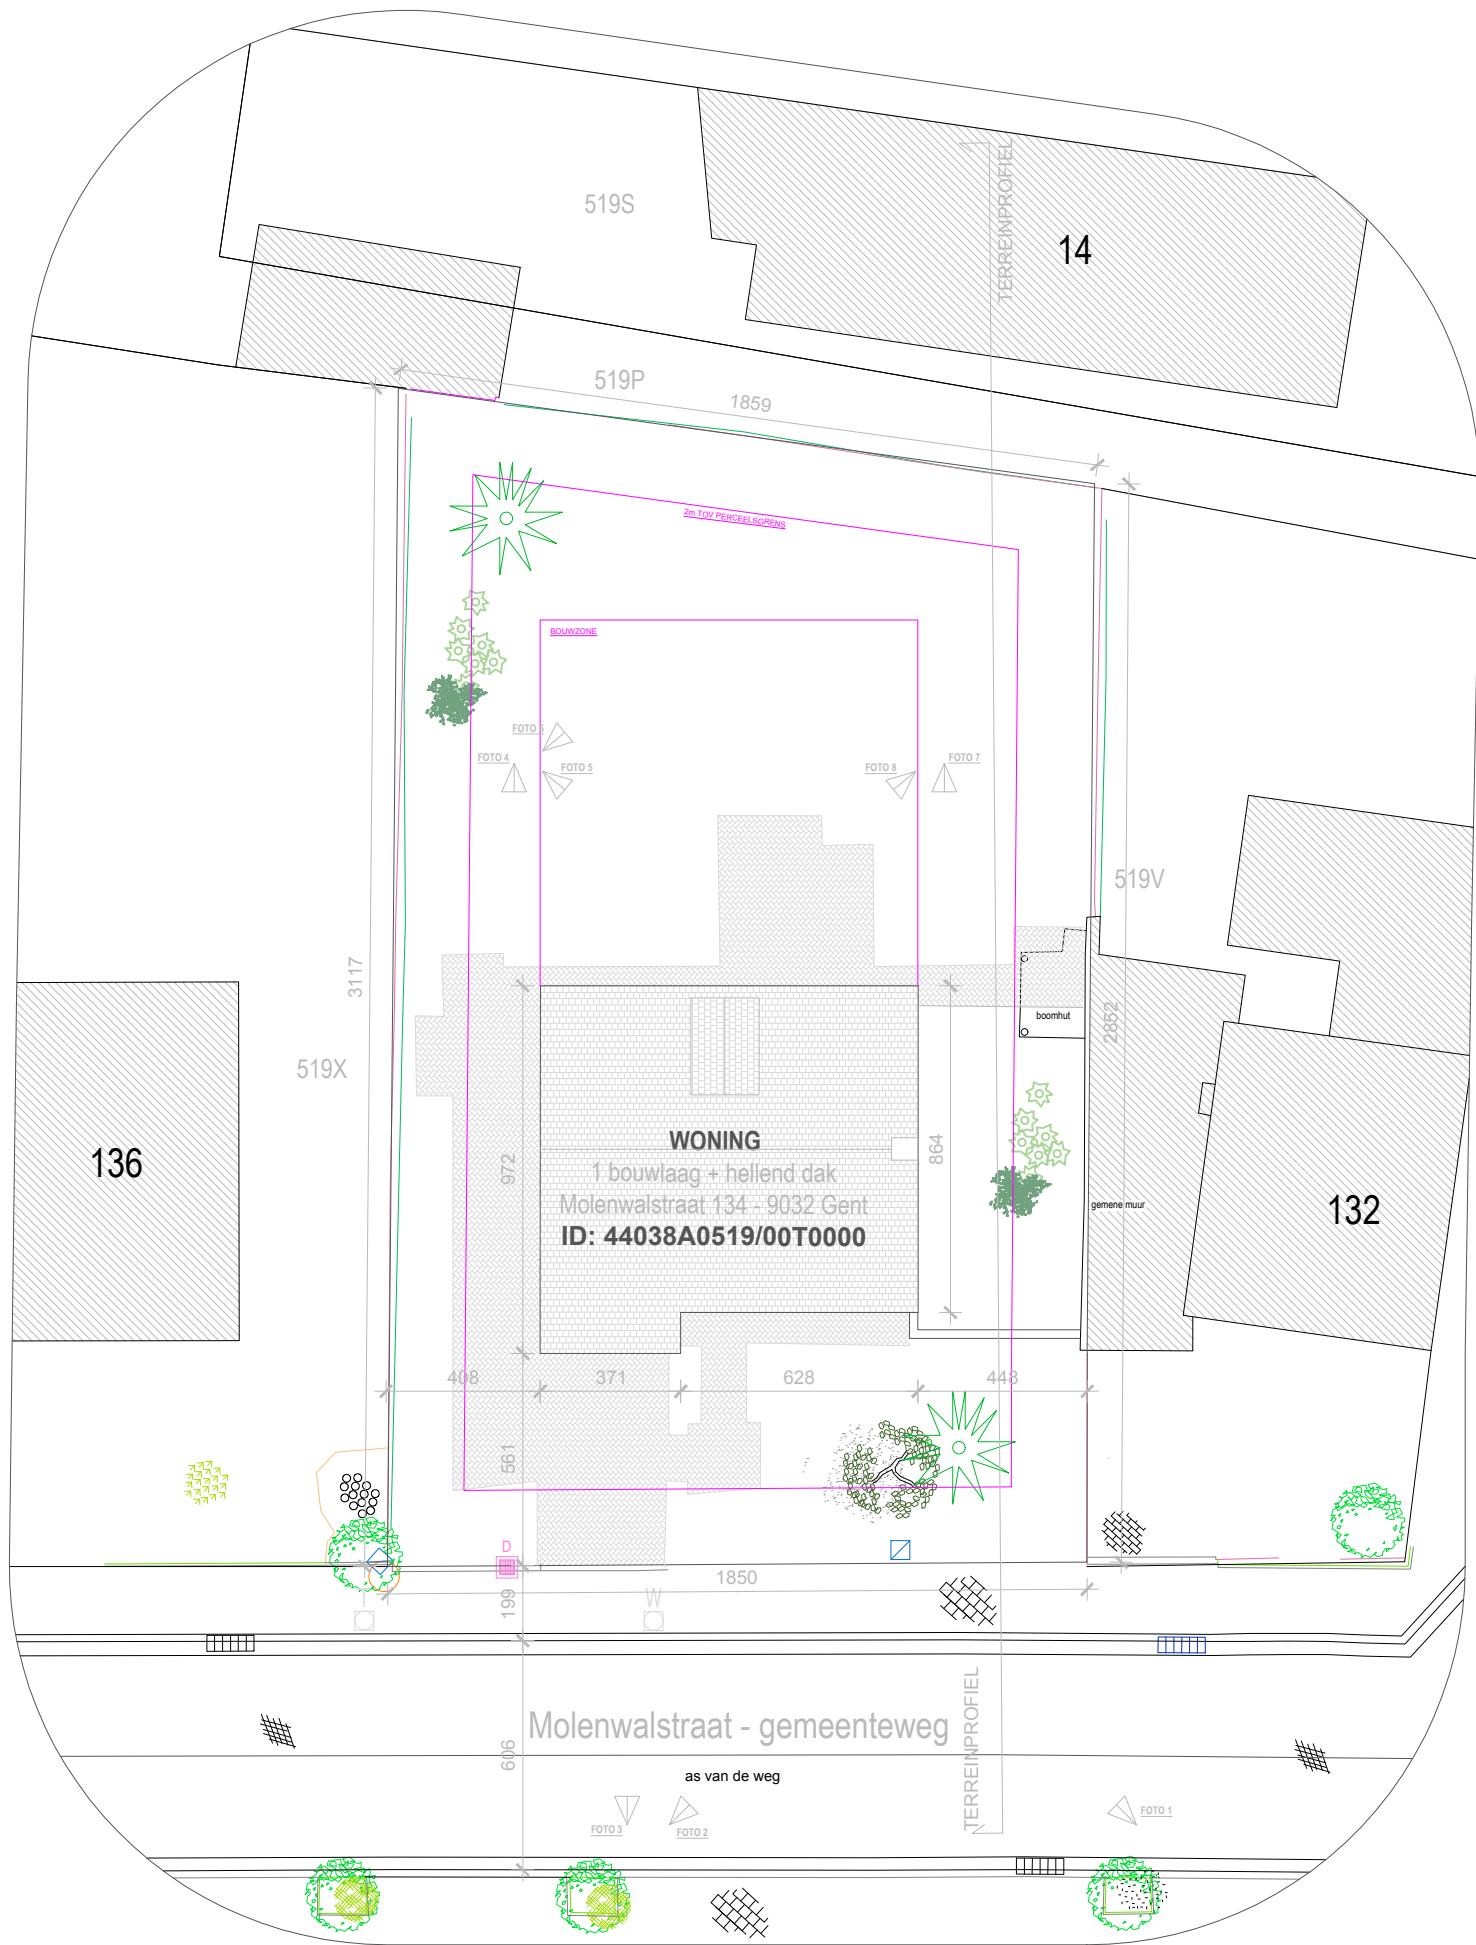 519S
TERREINPROFIEL
14
519P
1859
2m TOV PERCEELSGRENS
BOUWZONE
FOTO 6
FOTO 4
FOTO 5
FOTO 8
FOTO 7
519V
3117
2852
boomhut
519X
136
WONING
1 bouwlaag + hellend dak
Molenwalstraat 134 - 9032 Gent
ID: 44038A0519/00T0000
972
864
gemene muur
132
408
371
628
448
561
D
1850
199
W
Molenwalstraat - gemeenteweg
606
as van de weg
TERREINPROFIEL
FOTO 3
FOTO 2
FOTO 1